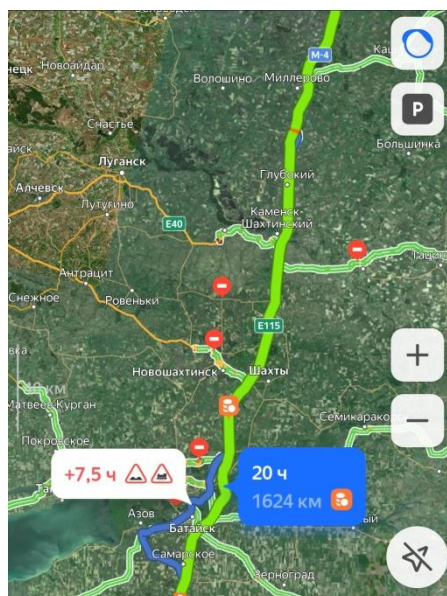 М-4
Новоайдар
Волошино
Миллерово
P
Счастье
Большинка
Луганск
Глубокий
Алчевск
Лутугино
Каменск-
Шахтинский
E40
Антрацит
Снежное
Ровеньки
E115
Новошахтинск
Шахты
Матвеев Курган
Семикаракорск
Покровское
+7,5 ч
20 ч
1624 км
Азов
Батайск
Самарское
Зерноград